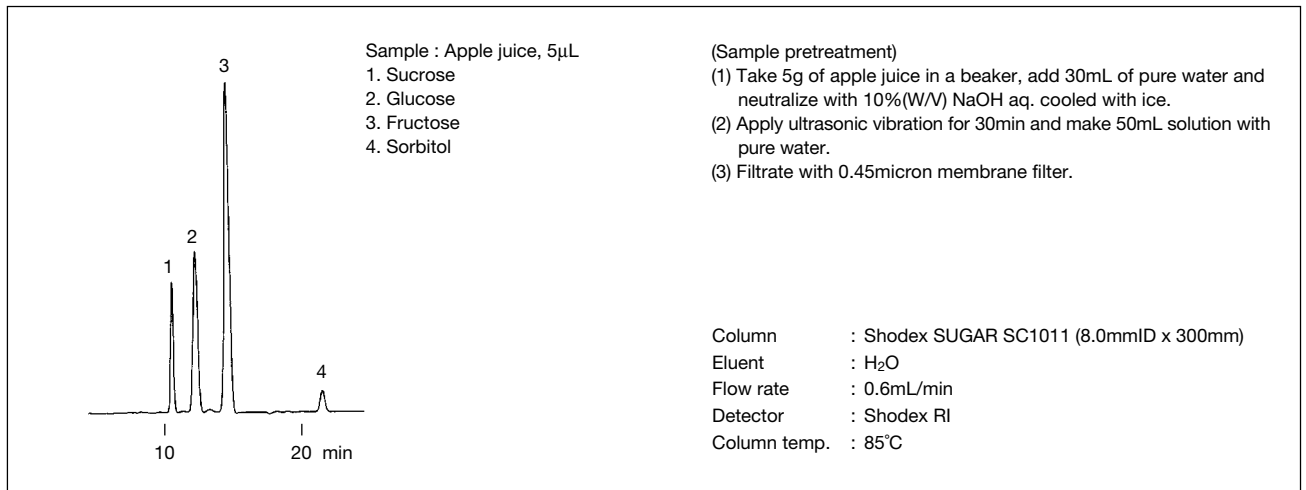 Sample : Apple juice, 5μL
1. Sucrose
2. Glucose
3. Fructose
4. Sorbitol
3
2
1
4
10
20 min
(Sample pretreatment)
(1) Take 5g of apple juice in a beaker, add 30mL of pure water and
neutralize with 10%(W/V) NaOH aq. cooled with ice.
(2) Apply ultrasonic vibration for 30min and make 50mL solution with
pure water.
(3) Filtrate with 0.45micron membrane filter.
Column : Shodex SUGAR SC1011 (8.0mmID x 300mm)
Eluent : H₂O
Flow rate : 0.6mL/min
Detector : Shodex RI
Column temp. : 85°C